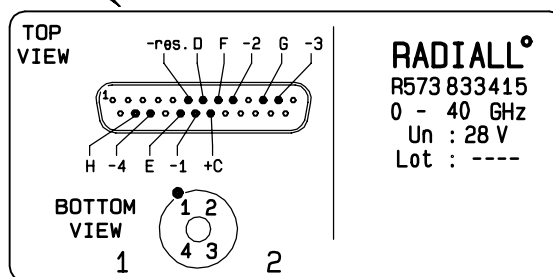 TOP
VIEW
-res. D F -2 G -3
1
H -4 E -1 +C
BOTTOM
VIEW
1 2
4 3
1 2
RADIALL°
R573 833415
0 - 40 GHz
Un : 28 V
Lot : ----